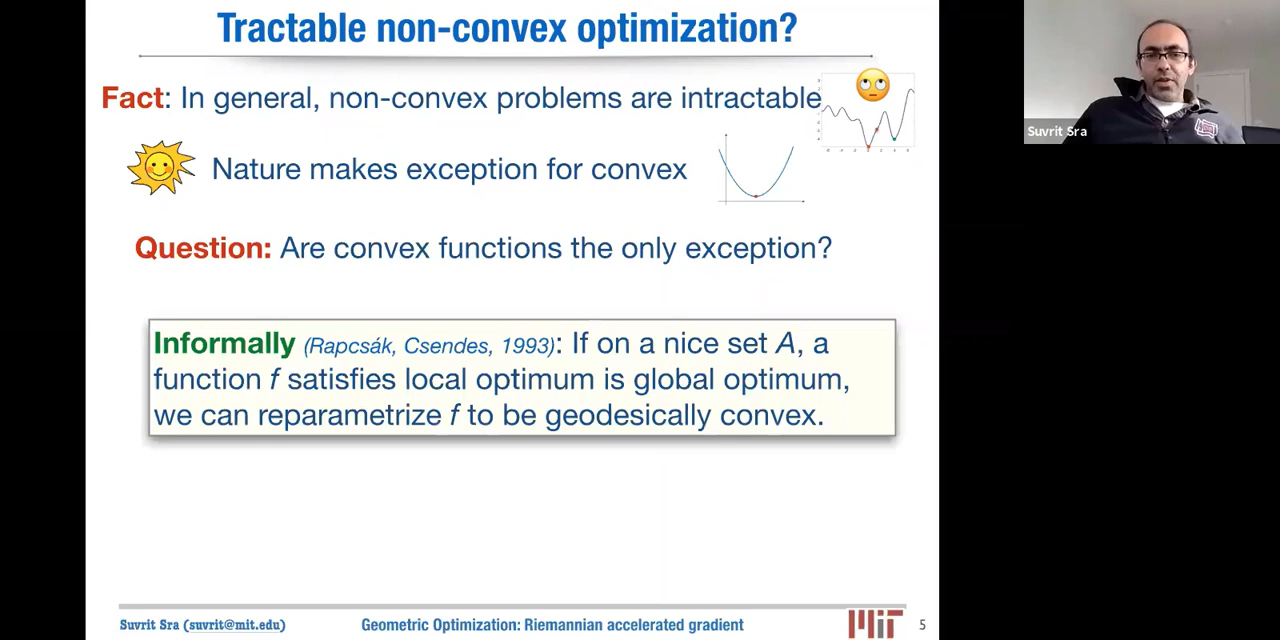 Tractable non-convex optimization?
Fact: In general, non-convex problems are intractable
Nature makes exception for convex
Question: Are convex functions the only exception?
Informally (Rapcsák, Csendes, 1993): If on a nice set A, a
function f satisfies local optimum is global optimum,
we can reparametrize f to be geodesically convex.
Suvrit Sra (suvrit@mit.edu)
Geometric Optimization: Riemannian accelerated gradient
MIT
5
Suvrit Sra